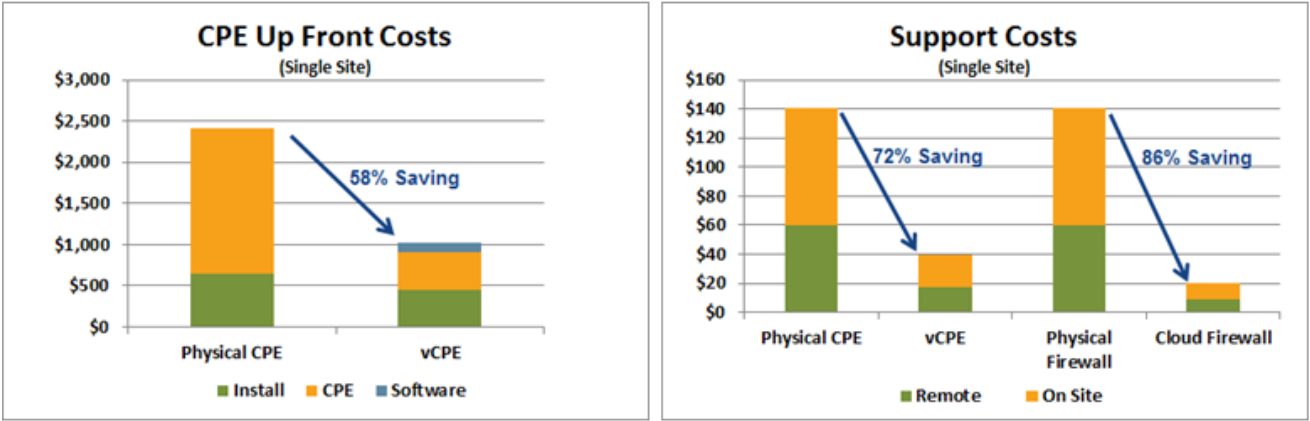 CPE Up Front Costs
(Single Site)
$3,000
$2,500
$2,000
$1,500
$1,000
$500
$0
58% Saving
Physical CPE vCPE
Install CPE Software
Support Costs
(Single Site)
$160
$140
$120
$100
$80
$60
$40
$20
$0
72% Saving
86% Saving
Physical CPE vCPE Physical Cloud Firewall
Firewall
Remote On Site